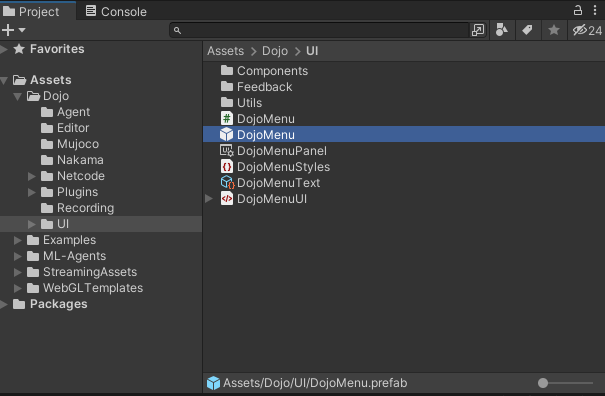 Project
Console
24
Favorites
Assets
Dojo
Agent
Editor
Mujoco
Nakama
Netcode
Plugins
Recording
UI
Examples
ML-Agents
StreamingAssets
WebGLTemplates
Packages
Assets Dojo UI
Components
Feedback
Utils
# DojoMenu
DojoMenu
UI DojoMenuPanel
{} DojoMenuStyles
{} DojoMenuText
</> DojoMenuUI
Assets/Dojo/UI/DojoMenu.prefab